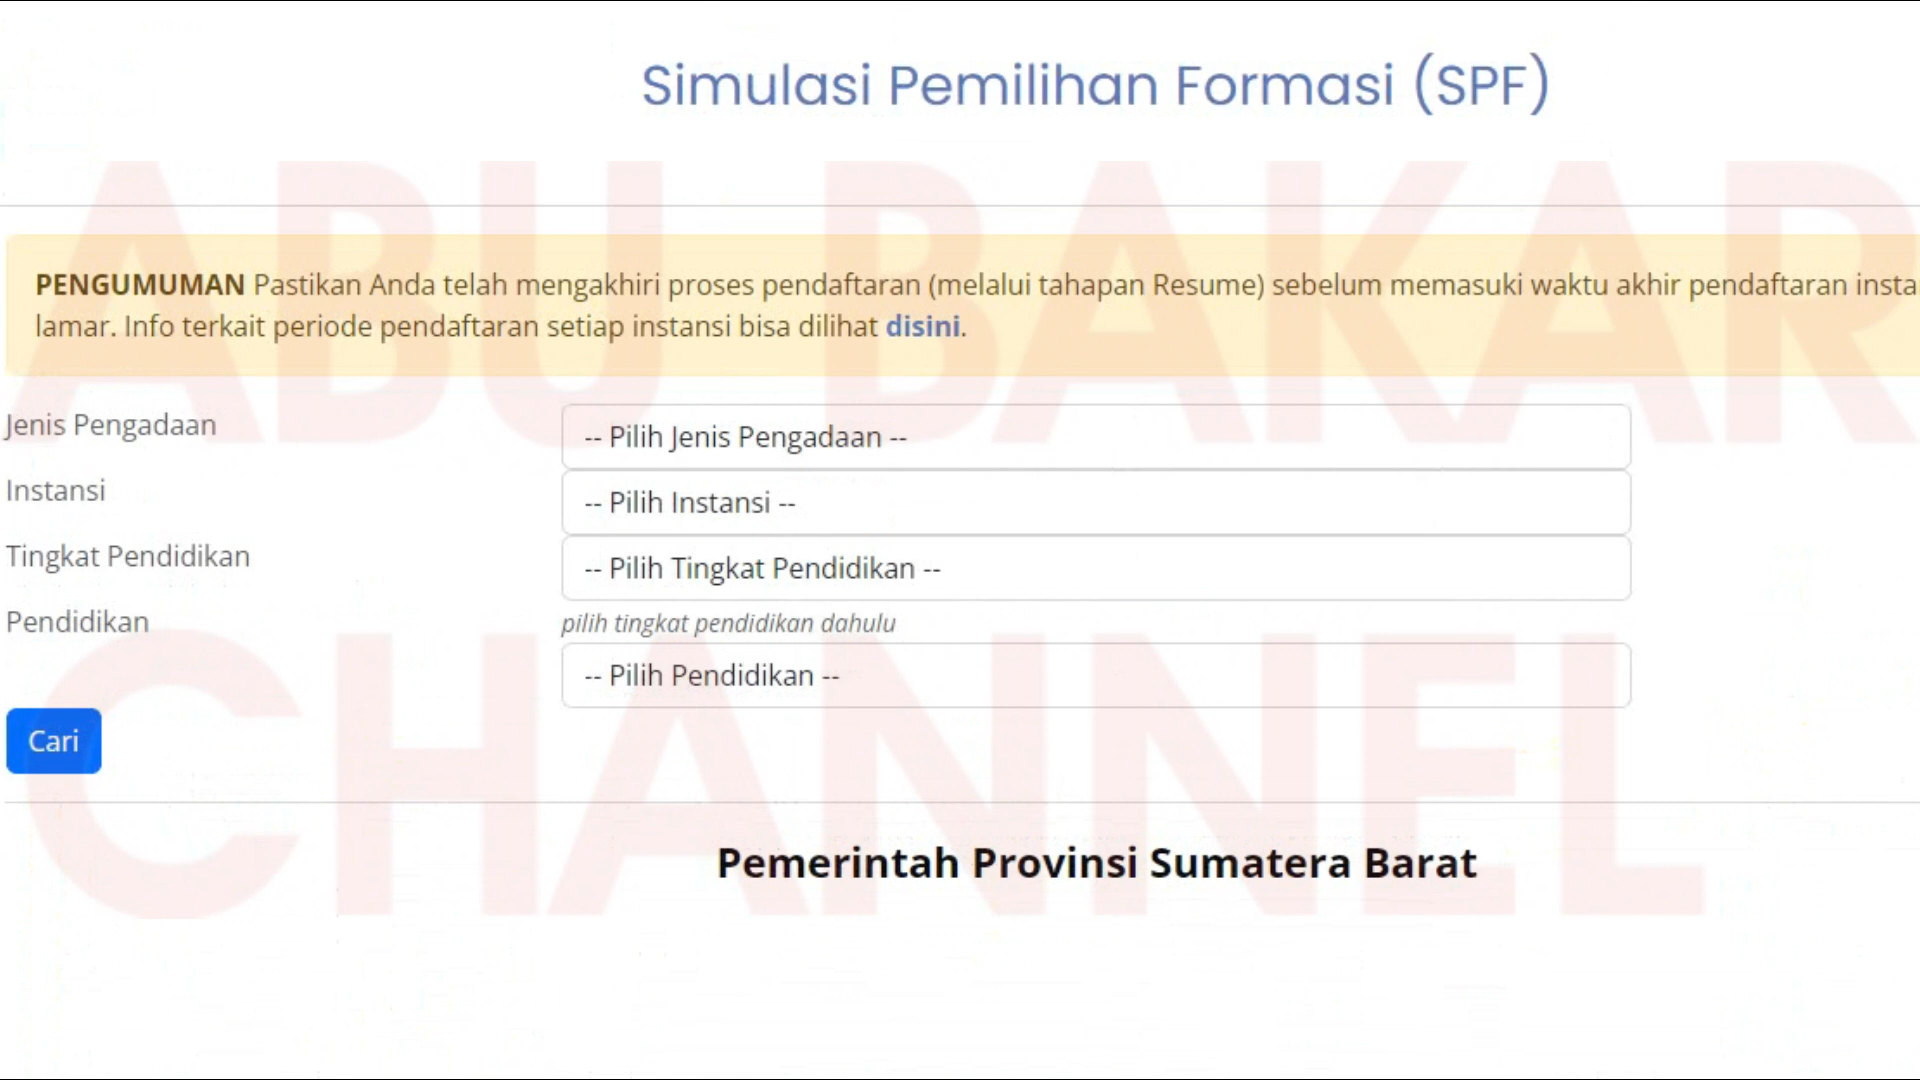 Simulasi Pemilihan Formasi (SPF)
ABU BAKAR
PENGUMUMAN Pastikan Anda telah mengakhiri proses pendaftaran (melalui tahapan Resume) sebelum memasuki waktu akhir pendaftaran
lamar. Info terkait periode pendaftaran setiap instansi bisa dilihat disini.
Jenis Pengadaan
-- Pilih Jenis Pengadaan --
Instansi
-- Pilih Instansi --
Tingkat Pendidikan
-- Pilih Tingkat Pendidikan --
Pendidikan
pilih tingkat pendidikan dahulu
-- Pilih Pendidikan --
CHANNEL
Cari
Pemerintah Provinsi Sumatera Barat